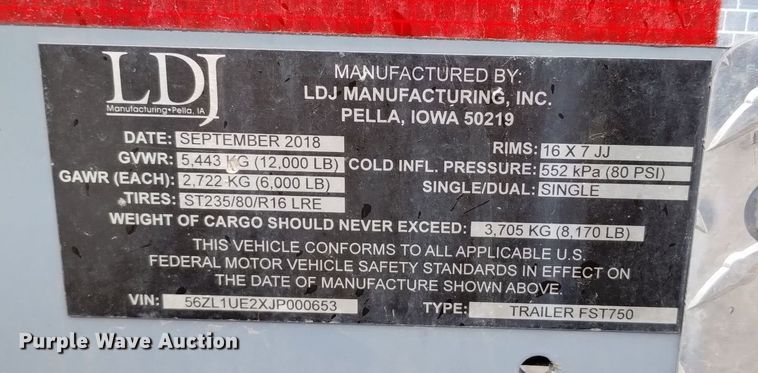 LDJ
Manufacturing•Pella, IA
MANUFACTURED BY:
LDJ MANUFACTURING, INC.
PELLA, IOWA 50219
DATE: SEPTEMBER 2018
RIMS: 16 X 7 JJ
GVWR: 5,443 KG (12,000 LB)
COLD INFL. PRESSURE: 552 kPa (80 PSI)
GAWR (EACH): 2,722 KG (6,000 LB)
SINGLE/DUAL: SINGLE
TIRES: ST235/80/R16 LRE
WEIGHT OF CARGO SHOULD NEVER EXCEED: 3,705 KG (8,170 LB)
THIS VEHICLE CONFORMS TO ALL APPLICABLE U.S.
FEDERAL MOTOR VEHICLE SAFETY STANDARDS IN EFFECT ON
THE DATE OF MANUFACTURE SHOWN ABOVE.
VIN: 56ZL1UE2XJP000653
TYPE: TRAILER FST750
Purple Wave Auction